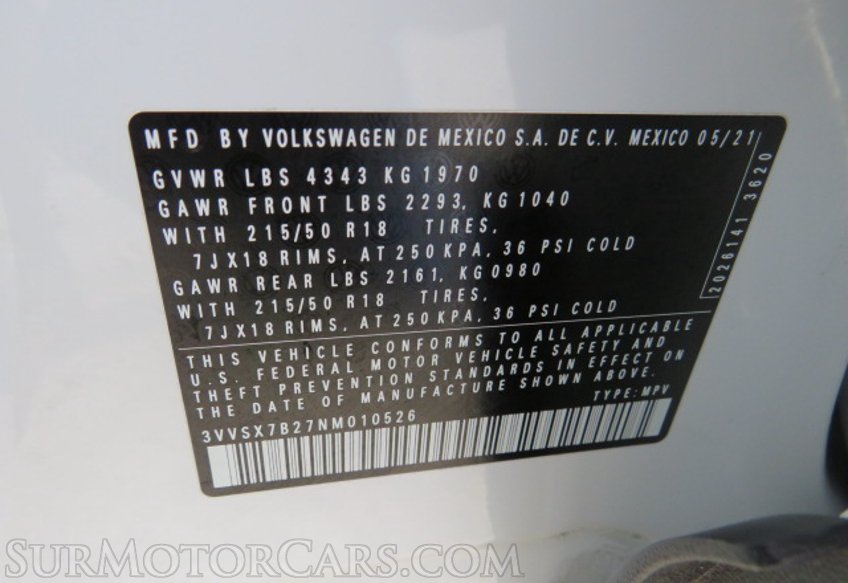 MFD BY VOLKSWAGEN DE MEXICO S.A. DE C.V. MEXICO 05/21
GVWR LBS 4343 KG 1970
GAWR FRONT LBS 2293, KG 1040
WITH 215/50 R18 TIRES,
7JX18 RIMS, AT 250 KPA, 36 PSI COLD
GAWR REAR LBS 2161, KG 0980
WITH 215/50 R18 TIRES,
7JX18 RIMS, AT 250 KPA, 36 PSI COLD
2026141 3620
THIS VEHICLE CONFORMS TO ALL APPLICABLE
U.S. FEDERAL MOTOR VEHICLE SAFETY AND
THEFT PREVENTION STANDARDS IN EFFECT ON
THE DATE OF MANUFACTURE SHOWN ABOVE.
TYPE: MPV
3VVSX7B27NM010526
SURMOTORCARS.COM